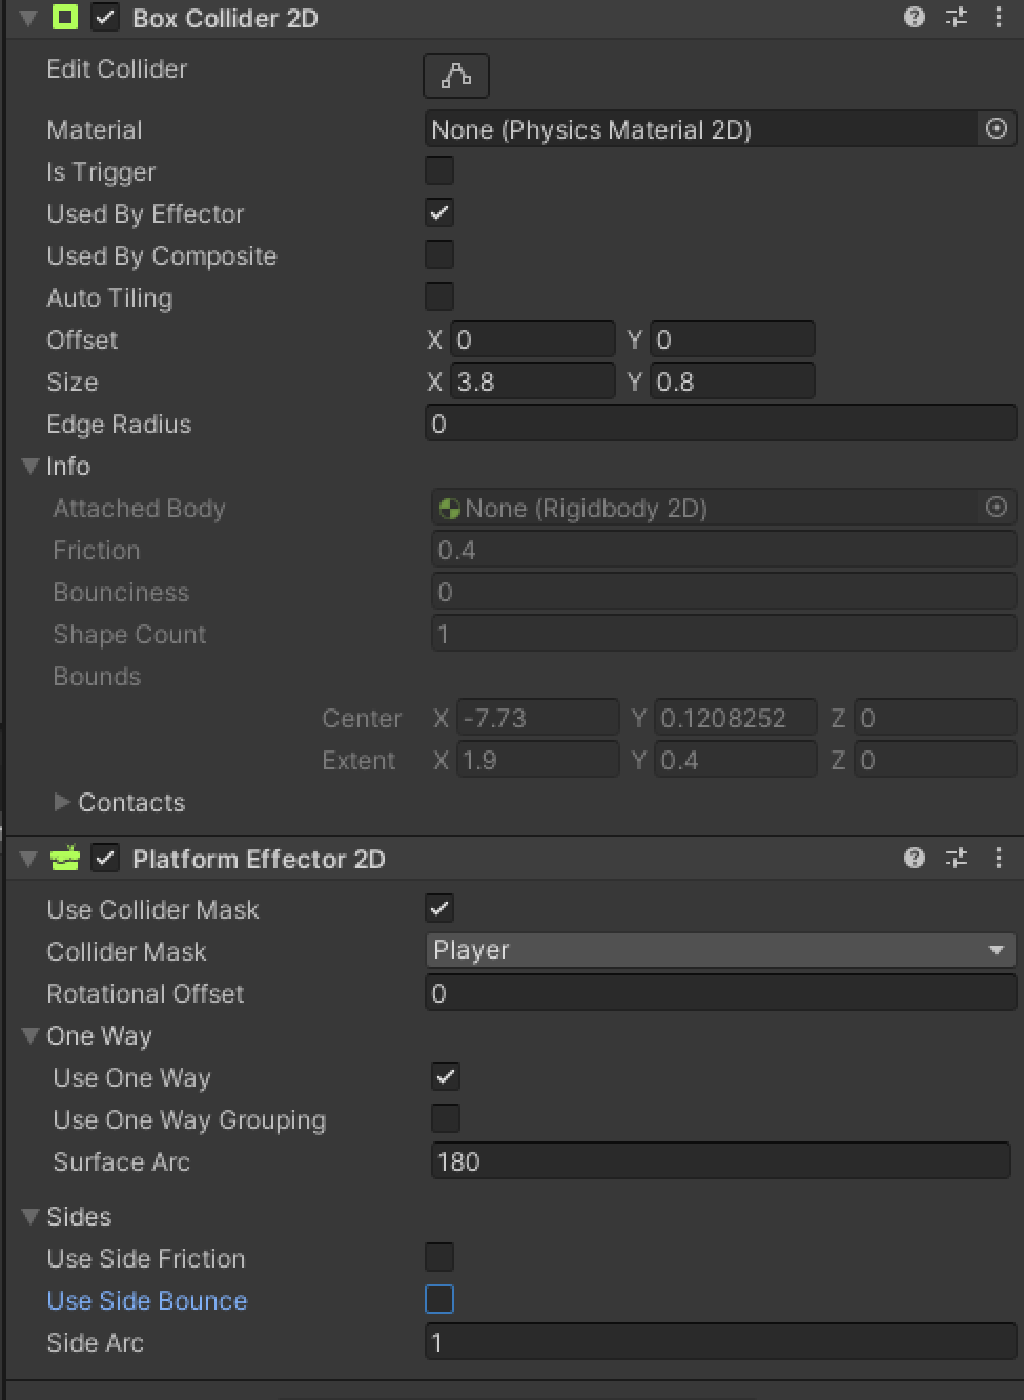 Box Collider 2D
Edit Collider
Material None (Physics Material 2D)
Is Trigger
Used By Effector
Used By Composite
Auto Tiling
Offset X 0 Y 0
Size X 3.8 Y 0.8
Edge Radius 0
Info
Attached Body None (Rigidbody 2D)
Friction 0.4
Bounciness 0
Shape Count 1
Bounds
Center X -7.73 Y 0.1208252 Z 0
Extent X 1.9 Y 0.4 Z 0
Contacts
Platform Effector 2D
Use Collider Mask
Collider Mask Player
Rotational Offset 0
One Way
Use One Way
Use One Way Grouping
Surface Arc 180
Sides
Use Side Friction
Use Side Bounce
Side Arc 1